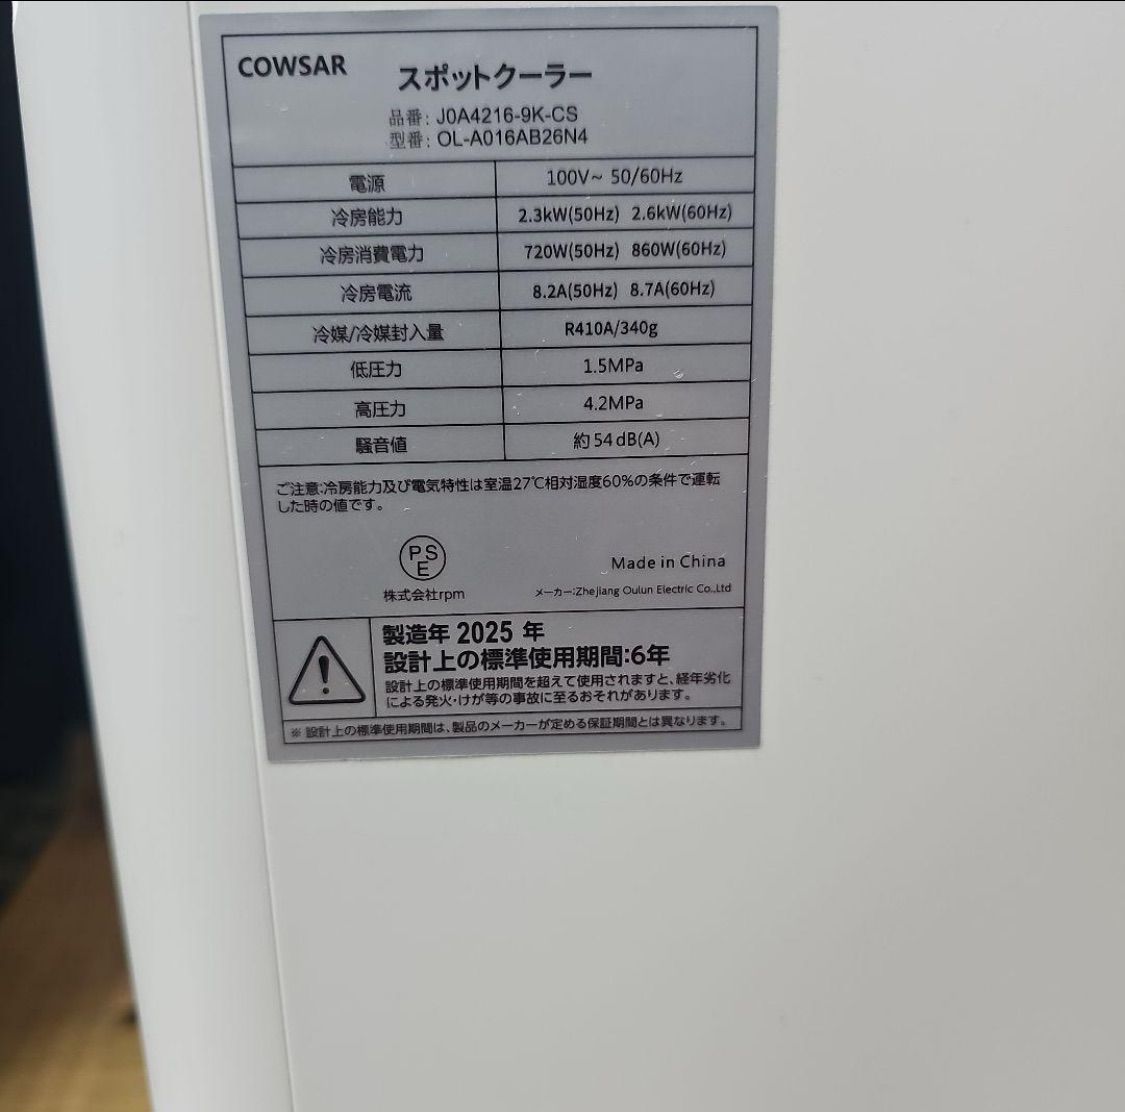 COWSAR
スポットクーラー
品番: J0A4216-9K-CS
型番: OL-A016AB26N4
電源 100V~ 50/60Hz
冷房能力 2.3kW(50Hz) 2.6kW(60Hz)
冷房消費電力 720W(50Hz) 860W(60Hz)
冷房電流 8.2A(50Hz) 8.7A(60Hz)
冷媒/冷媒封入量 R410A/340g
低圧力 1.5MPa
高圧力 4.2MPa
騒音値 約54dB(A)
ご注意:冷房能力及び電気特性は室温27℃相対湿度60%の条件で運転
した時の値です。
PSE
Made in China
株式会社rpm
メーカー:Zhejiang Oulun Electric Co.,Ltd
製造年 2025 年
設計上の標準使用期間:6年
設計上の標準使用期間を超えて使用されますと、経年劣化
による発火・けが等の事故に至るおそれがあります。
※ 設計上の標準使用期間は、製品のメーカーが定める保証期間とは異なります。